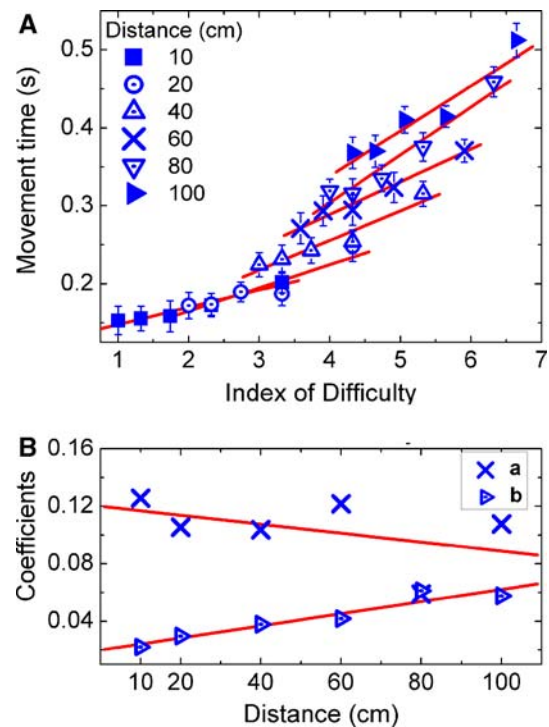 A
Distance (cm)
10
20
40
60
80
100
0.5
0.4
0.3
0.2
Movement time (s)
1 2 3 4 5 6 7
Index of Difficulty
B
0.16
0.12
0.08
0.04
Coefficients
a
b
10 20 40 60 80 100
Distance (cm)